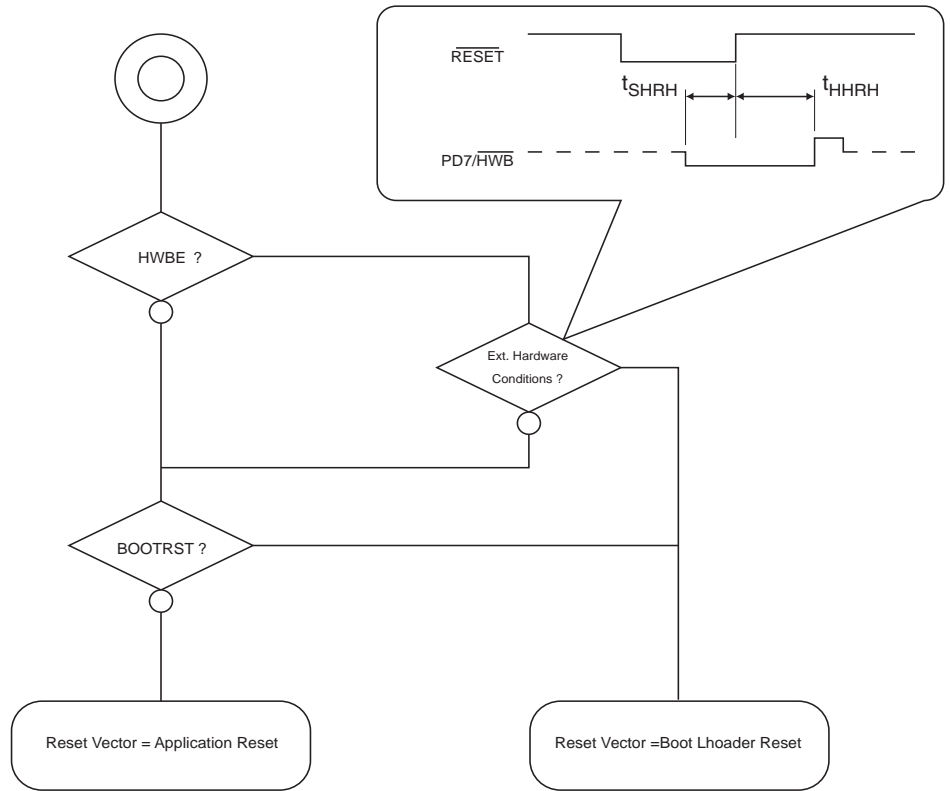 RESET
tSHRH
tHHRH
PD7/HWB
HWBE ?
Ext. Hardware
Conditions ?
BOOTRST ?
Reset Vector = Application Reset
Reset Vector =Boot Lhoader Reset